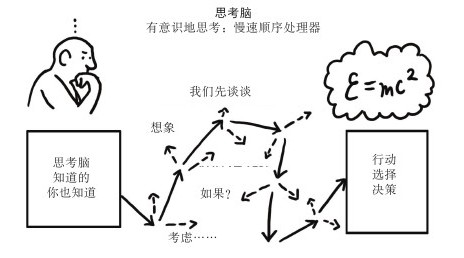 思考脑
有意识地思考；慢速顺序处理器
ε=mc²
我们先谈谈
想象
思考脑
知道的
你也知道
行动
选择
决策
如果？
考虑……